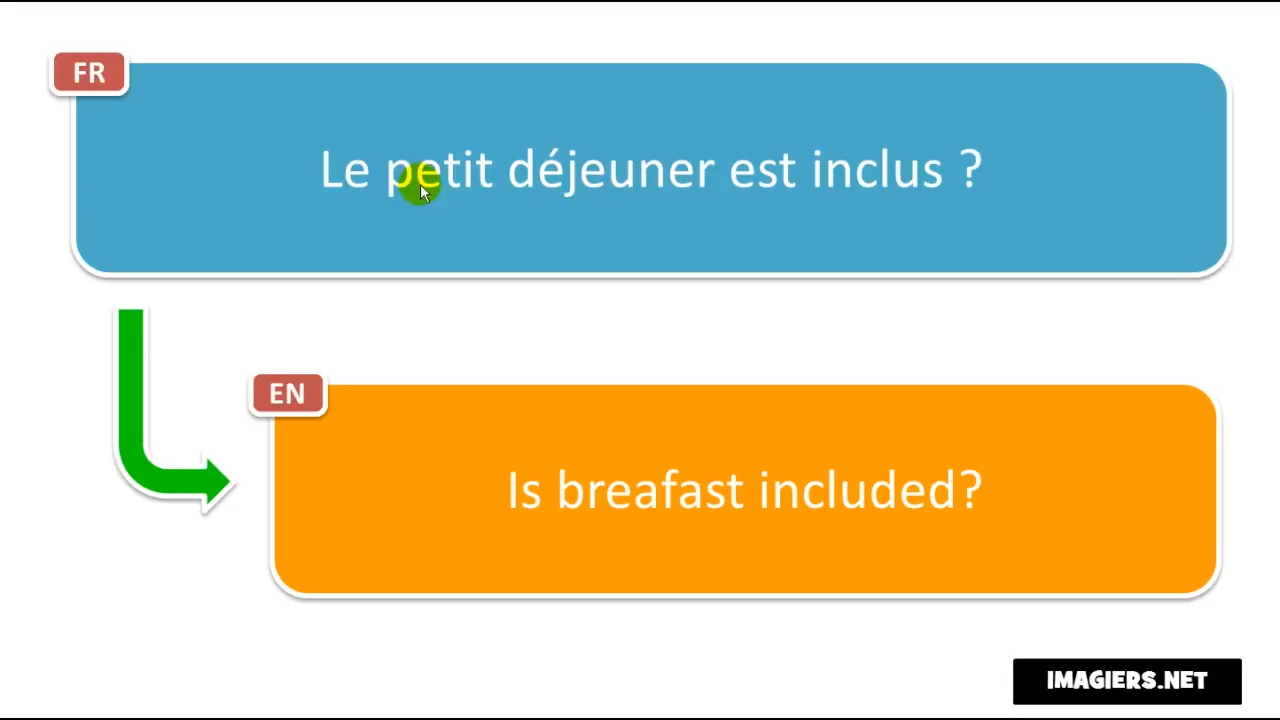 FR
Le petit déjeuner est inclus ?
EN
Is breafast included?
IMAGIERS.NET